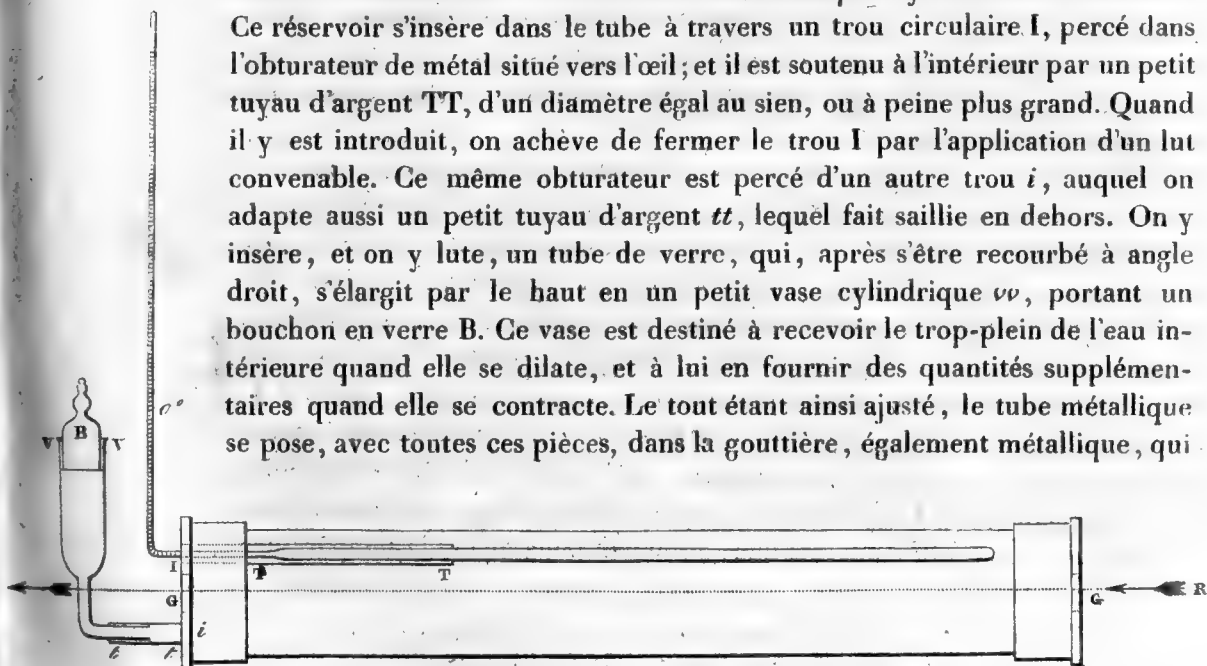 Ce réservoir s'insère dans le tube à travers un trou circulaire I, percé dans
l'obturateur de métal situé vers l'œil; et il est soutenu à l'intérieur par un petit
tuyau d'argent TT, d'un diamètre égal au sien, ou à peine plus grand. Quand
il y est introduit, on achève de fermer le trou I par l'application d'un lut
convenable. Ce même obturateur est percé d'un autre trou i, auquel on
adapte aussi un petit tuyau d'argent tt, lequel fait saillie en dehors. On y
insère, et on y lute, un tube de verre, qui, après s'être recourbé à angle
droit, s'élargit par le haut en un petit vase cylindrique vv, portant un
bouchon en verre B. Ce vase est destiné à recevoir le trop-plein de l'eau in-
térieure quand elle se dilate, et à lui en fournir des quantités supplémen-
taires quand elle se contracte. Le tout étant ainsi ajusté, le tube métallique
se pose, avec toutes ces pièces, dans la gouttière, également métallique, qui
0°
V B V
I T T
G G R
i
t t